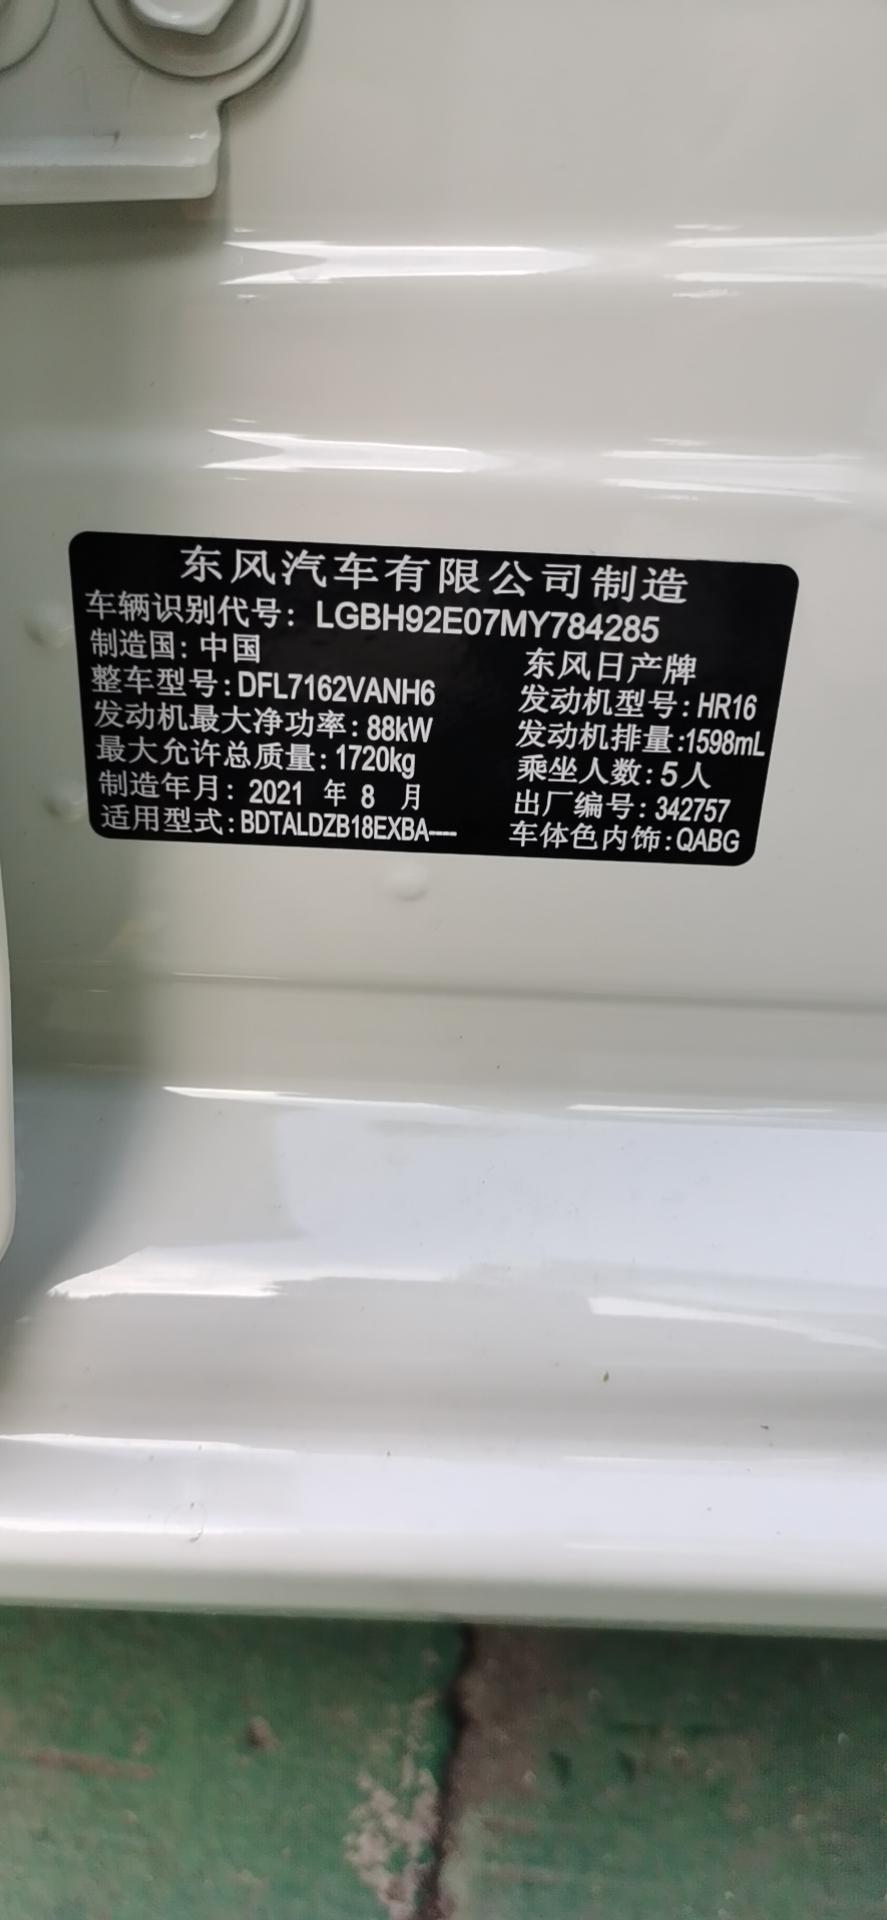 东风汽车有限公司制造
车辆识别代号: LGBH92E07MY784285
制造国: 中国
东风日产牌
整车型号: DFL7162VANH6
发动机型号: HR16
发动机最大净功率: 88kW
发动机排量: 1598mL
最大允许总质量: 1720kg
乘坐人数: 5人
制造年月: 2021 年 8 月
出厂编号: 342757
适用型式: BDTALDZB18EXBA----
车体色内饰: QABG